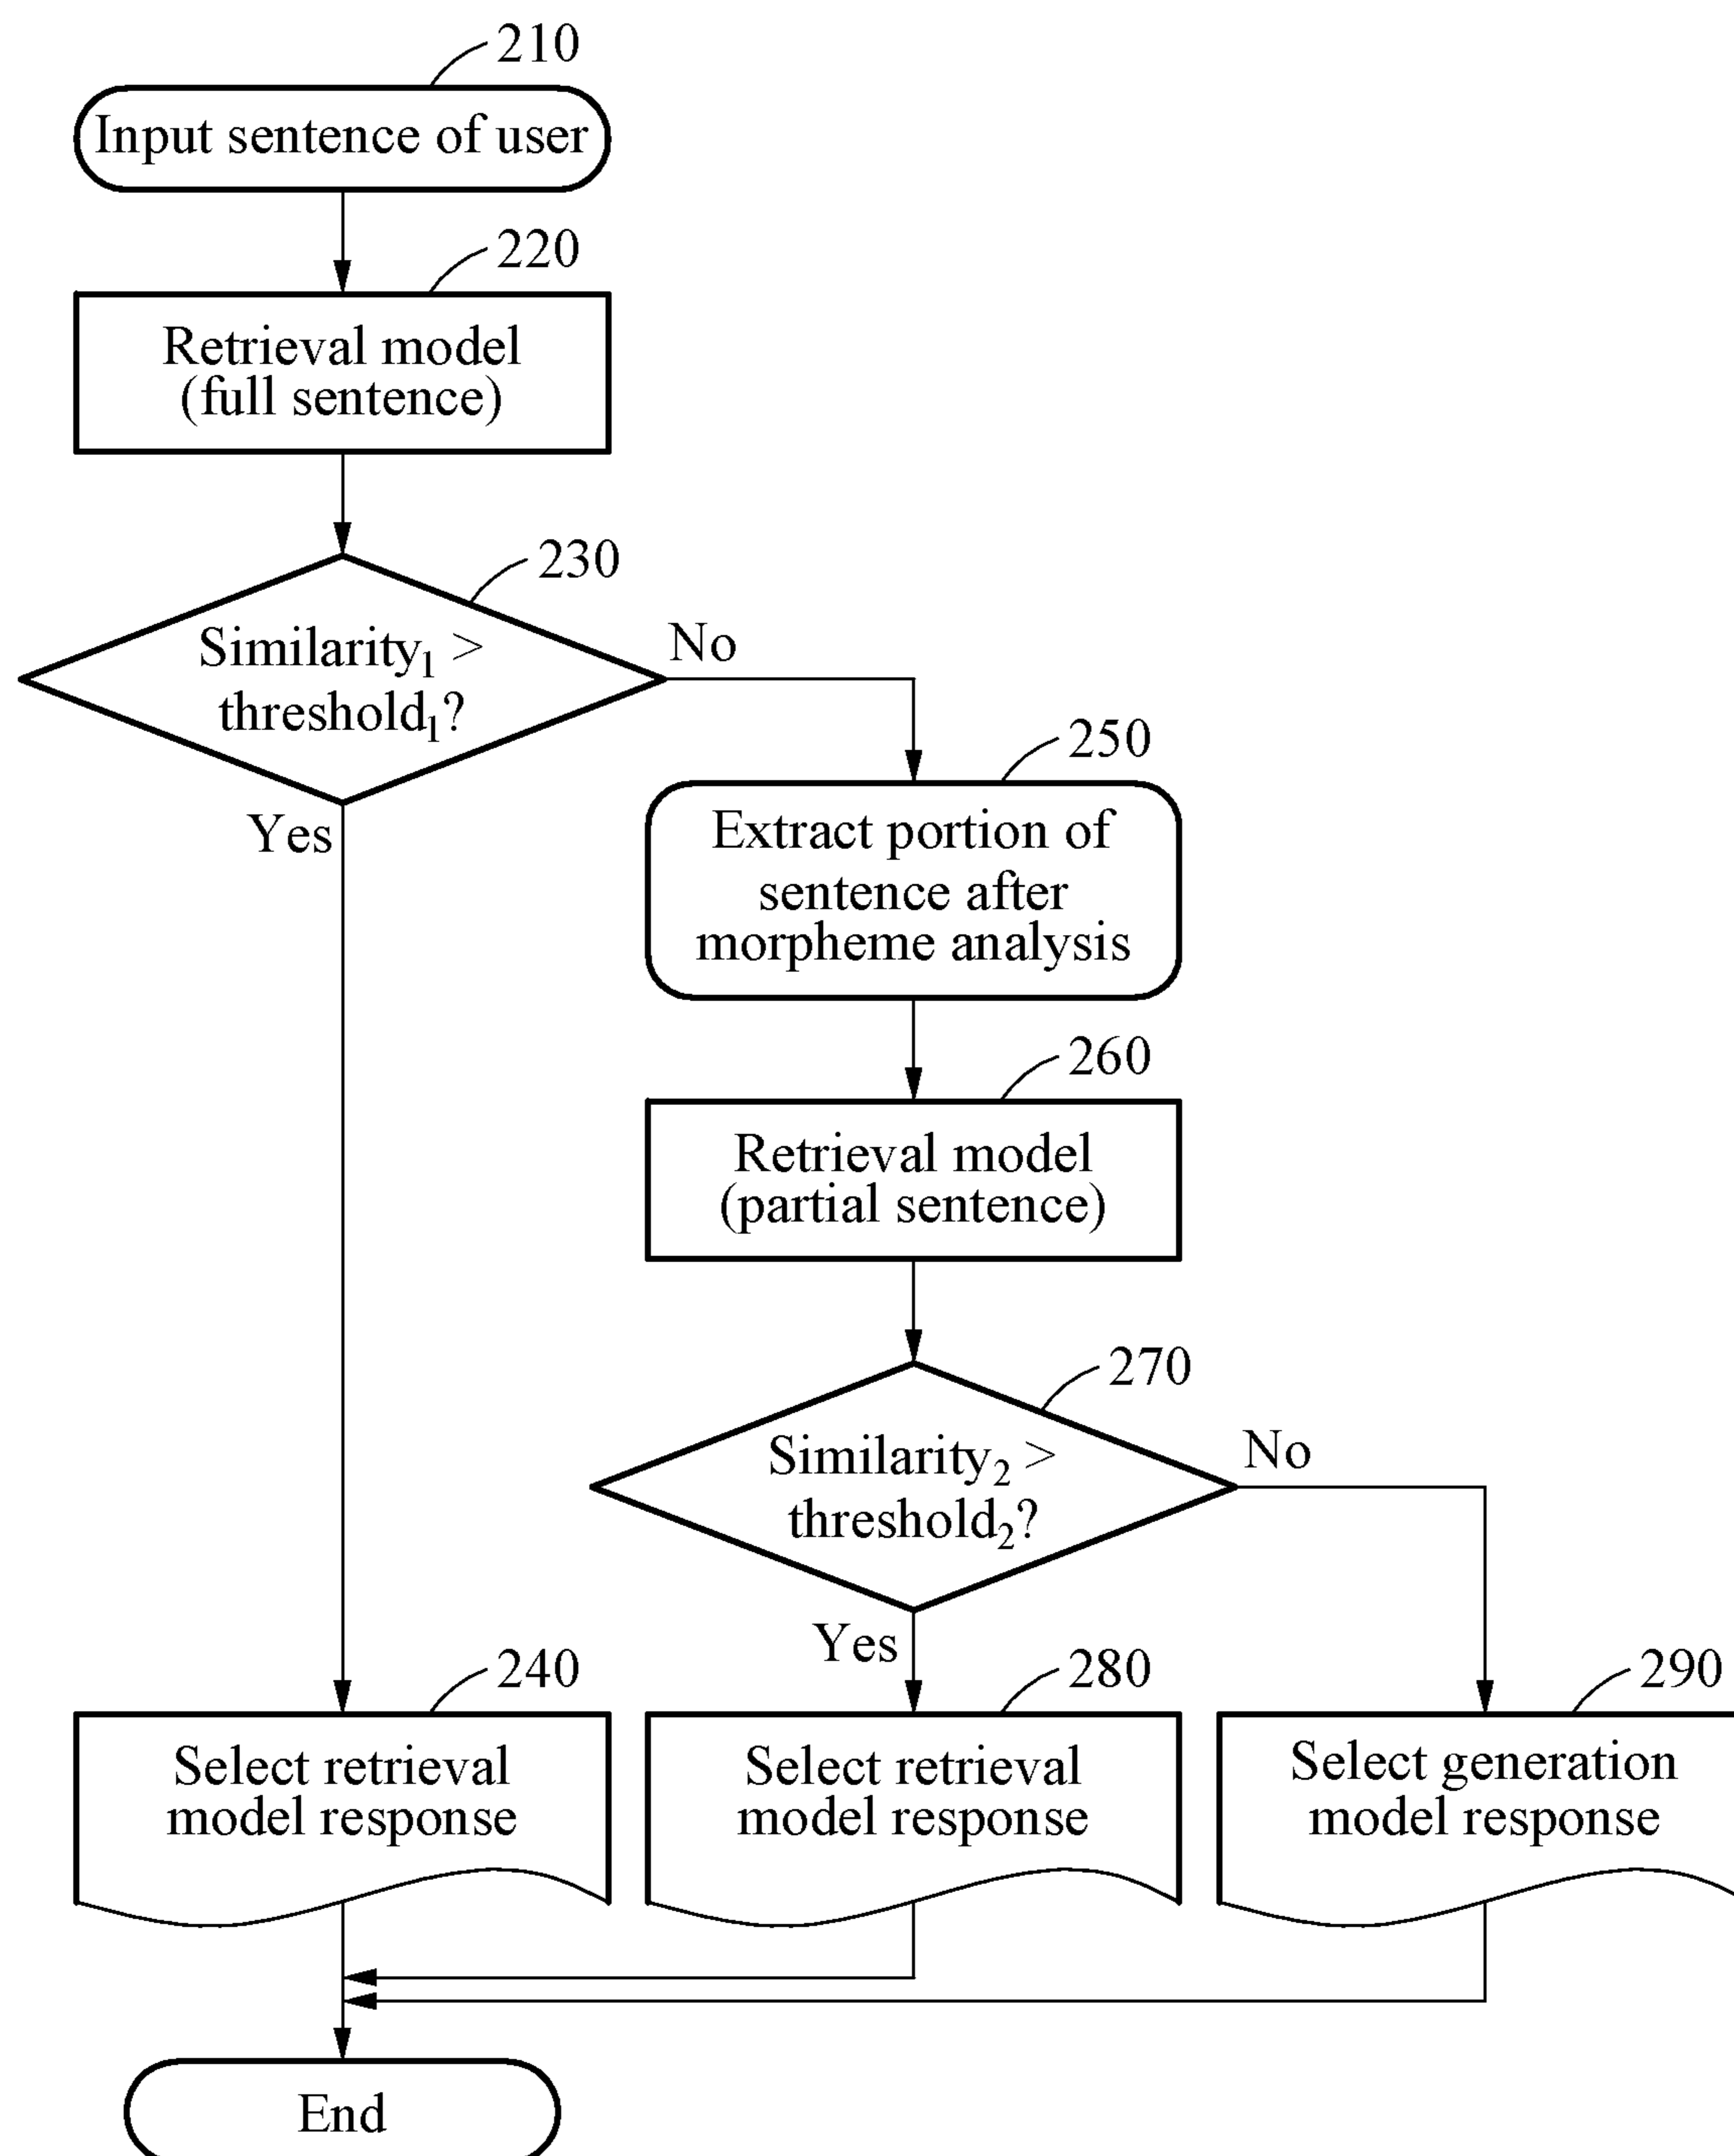 210
Input sentence of user
220
Retrieval model
(full sentence)
230
Similarity₁ >
threshold₁?
No
Yes
250
Extract portion of
sentence after
morpheme analysis
260
Retrieval model
(partial sentence)
270
Similarity₂ >
threshold₂?
No
Yes
240
Select retrieval
model response
280
Select retrieval
model response
290
Select generation
model response
End